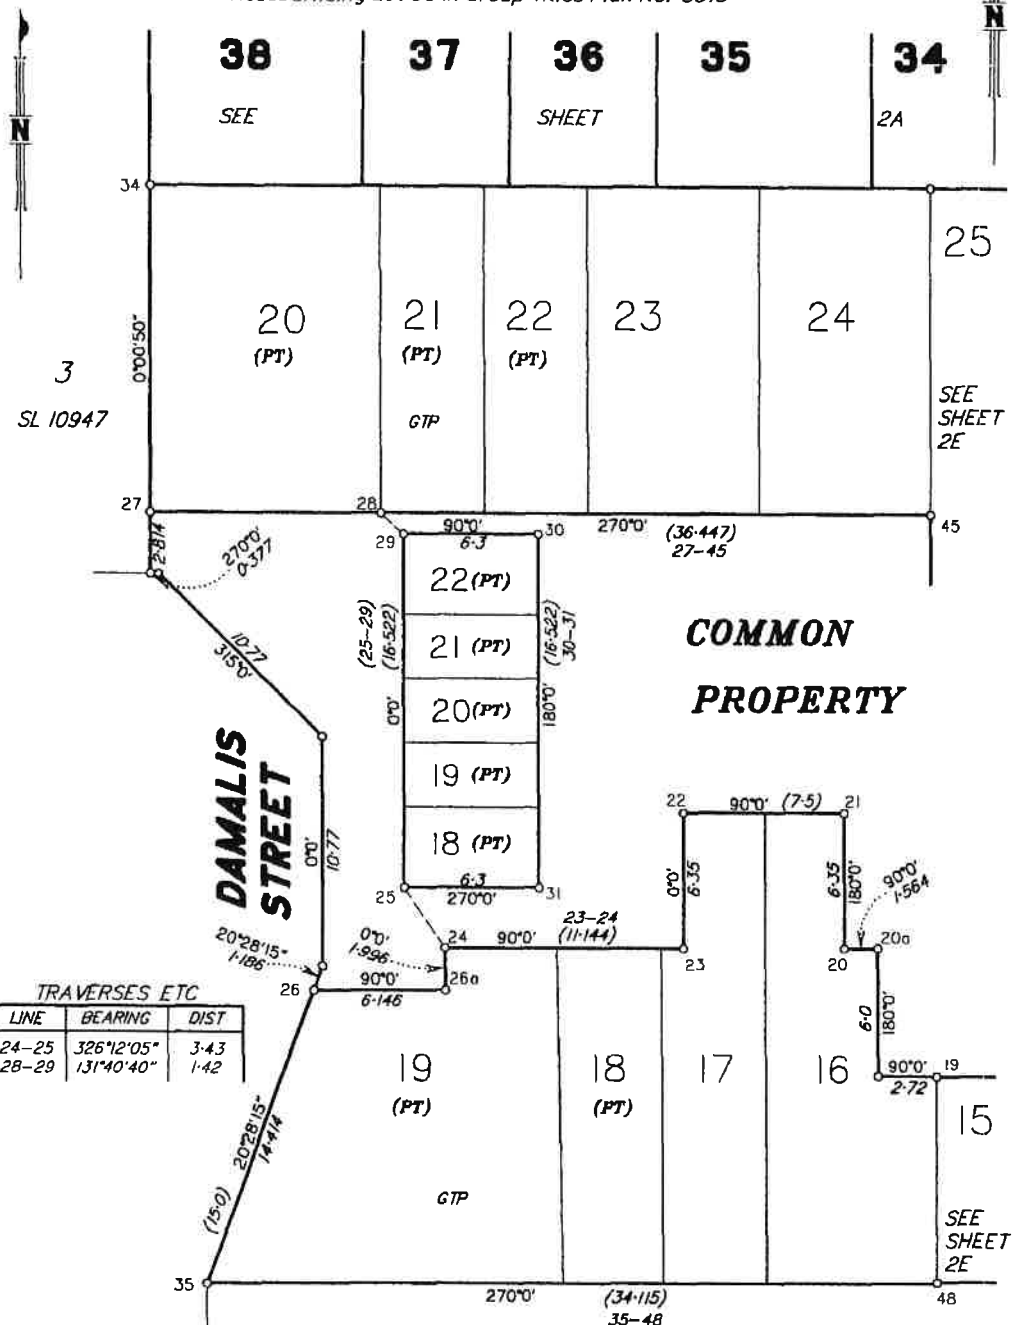 N
N
38
37
36
35
34
SEE
SHEET
2A
34
25
20
(PT)
21
(PT)
22
(PT)
23
24
0°00'50"
3
SL 10947
GTP
SEE
SHEET
2E
27
28
45
2·814
270°0'
0·377
29
90°0'
6·3
30
270°0'
(36·447)
27-45
22 (PT)
21 (PT)
20 (PT)
19 (PT)
18 (PT)
(25-29)
(16·522)
0°0'
(16·522)
30-31
180°0'
COMMON
PROPERTY
10·77
315°0'
DAMALIS
STREET
0°0'
10·77
22
90°0'
(7·5)
21
0°0'
6·35
6·35
180°0'
90°0'
1·564
25
6·3
270°0'
31
20°28'15"
1·186
0°0'
1·996
24
90°0'
23-24
(11·144)
23
20
20a
26
90°0'
6·146
26a
6·0
180°0'
TRAVERSES ETC
LINE BEARING DIST
24-25 326°12'05" 3·43
28-29 131°40'40" 1·42
19
(PT)
18
(PT)
17
16
90°0'
2·72
19
15
20°28'15"
14·414
(15·0)
GTP
SEE
SHEET
2E
35
270°0'
(34·115)
35-48
48